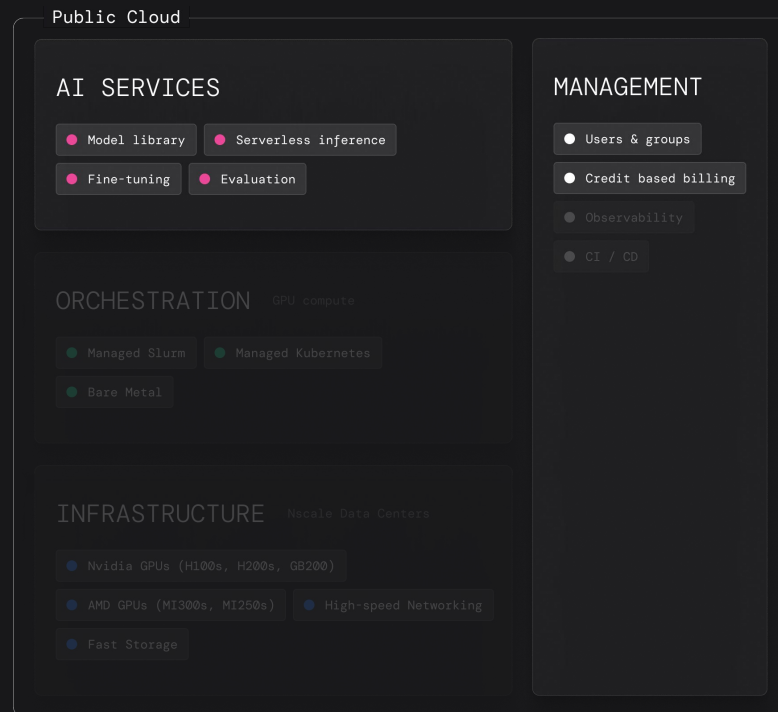 Public Cloud
AI SERVICES
Model library
Serverless inference
Fine-tuning
Evaluation
ORCHESTRATION GPU compute
Managed Slurm
Managed Kubernetes
Bare Metal
INFRASTRUCTURE Nscale Data Centers
Nvidia GPUs (H100s, H200s, GB200)
AMD GPUs (MI300s, MI250s)
High-speed Networking
Fast Storage
MANAGEMENT
Users & groups
Credit based billing
Observability
CI / CD